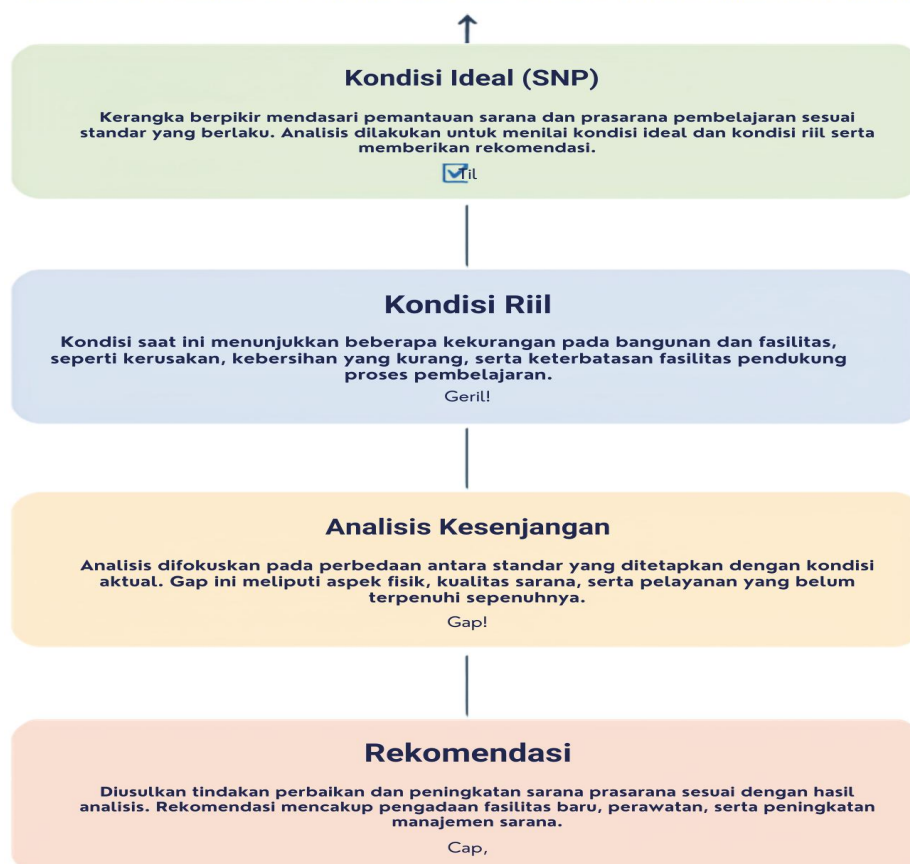 Kondisi Ideal (SNP)
Kerangka berpikir mendasari pemantauan sarana dan prasarana pembelajaran sesuai
standar yang berlaku. Analisis dilakukan untuk menilai kondisi ideal dan kondisi riil serta
memberikan rekomendasi.
Til
Kondisi Riil
Kondisi saat ini menunjukkan beberapa kekurangan pada bangunan dan fasilitas,
seperti kerusakan, kebersihan yang kurang, serta keterbatasan fasilitas pendukung
proses pembelajaran.
Geril!
Analisis Kesenjangan
Analisis difokuskan pada perbedaan antara standar yang ditetapkan dengan kondisi
aktual. Gap ini meliputi aspek fisik, kualitas sarana, serta pelayanan yang belum
terpenuhi sepenuhnya.
Gap!
Rekomendasi
Diusulkan tindakan perbaikan dan peningkatan sarana prasarana sesuai dengan hasil
analisis. Rekomendasi mencakup pengadaan fasilitas baru, perawatan, serta peningkatan
manajemen sarana.
Cap,